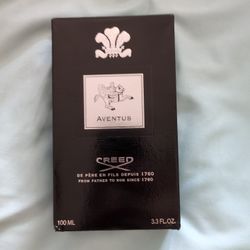 AVENTUS
CREED
DE PÈRE EN FILS DEPUIS 1760
FROM FATHER TO SON SINCE 1760
100 ML 3.3 FL.OZ.